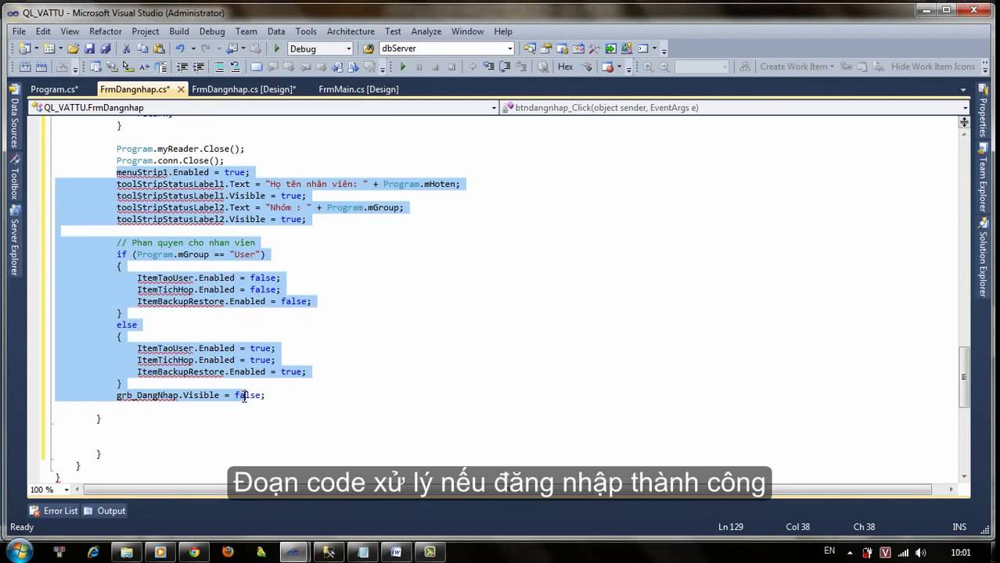 QL_VATTU - Microsoft Visual Studio (Administrator)
File Edit View Refactor Project Build Debug Team Data Tools Architecture Test Analyze Window Help
Debug dbServer
Hex Create Work Item Hide Work Item Icons
Program.cs* FrmDangnhap.cs* FrmDangnhap.cs [Design]* FrmMain.cs [Design]
QL_VATTU.FrmDangnhap btndangnhap_Click(object sender, EventArgs e)
Data Sources
Toolbox
Server Explorer
Properties
Team Explorer
Solution Explorer
return;
}
Program.myReader.Close();
Program.conn.Close();
menuStrip1.Enabled = true;
toolStripStatusLabel1.Text = "Họ tên nhân viên: " + Program.mHoten;
toolStripStatusLabel1.Visible = true;
toolStripStatusLabel2.Text = "Nhóm : " + Program.mGroup;
toolStripStatusLabel2.Visible = true;
// Phan quyen cho nhan vien
if (Program.mGroup == "User")
{
ItemTaoUser.Enabled = false;
ItemTichHop.Enabled = false;
ItemBackupRestore.Enabled = false;
}
else
{
ItemTaoUser.Enabled = true;
ItemTichHop.Enabled = true;
ItemBackupRestore.Enabled = true;
}
grb_DangNhap.Visible = false;
}
}
}
}
Đoạn code xử lý nếu đăng nhập thành công
100 %
Error List Output
Ready Ln 129 Col 38 Ch 38 INS
EN V 10:01